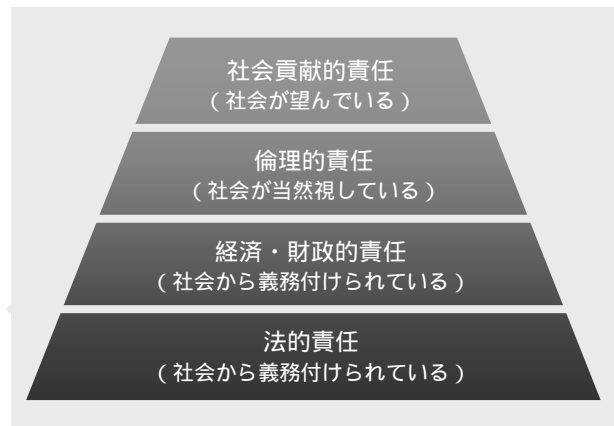 社会貢献的責任
(社会が望んでいる)
倫理的責任
(社会が当然視している)
経済・財政的責任
(社会から義務付けられている)
法的責任
(社会から義務付けられている)